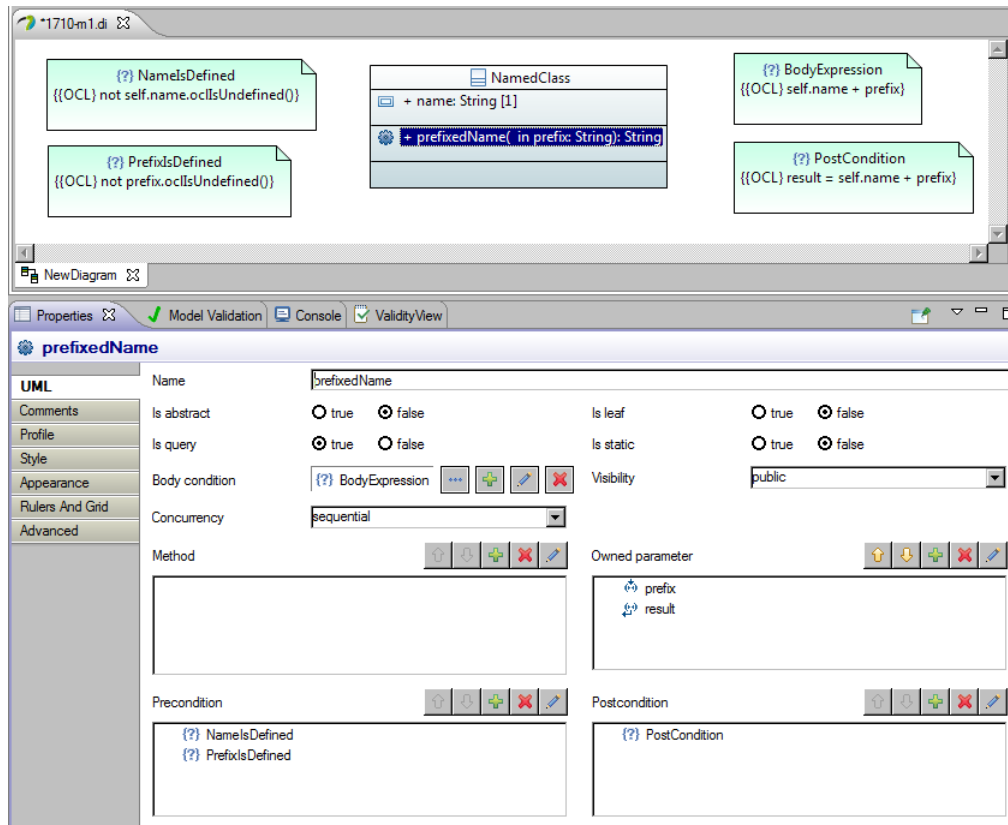 *1710-m1.di
{?} NameIsDefined
{{OCL} not self.name.oclIsUndefined()}
{?} PrefixIsDefined
{{OCL} not prefix.oclIsUndefined()}
NamedClass
+ name: String [1]
+ prefixedName(  in prefix: String): String
{?} BodyExpression
{{OCL} self.name + prefix}
{?} PostCondition
{{OCL} result = self.name + prefix}
NewDiagram
Properties
Model Validation
Console
ValidityView
prefixedName
UML
Comments
Profile
Style
Appearance
Rulers And Grid
Advanced
Name
prefixedName
Is abstract
true
false
Is leaf
true
false
Is query
true
false
Is static
true
false
Body condition
{?} BodyExpression
Visibility
public
Concurrency
sequential
Method
Owned parameter
prefix
result
Precondition
{?} NameIsDefined
{?} PrefixIsDefined
Postcondition
{?} PostCondition